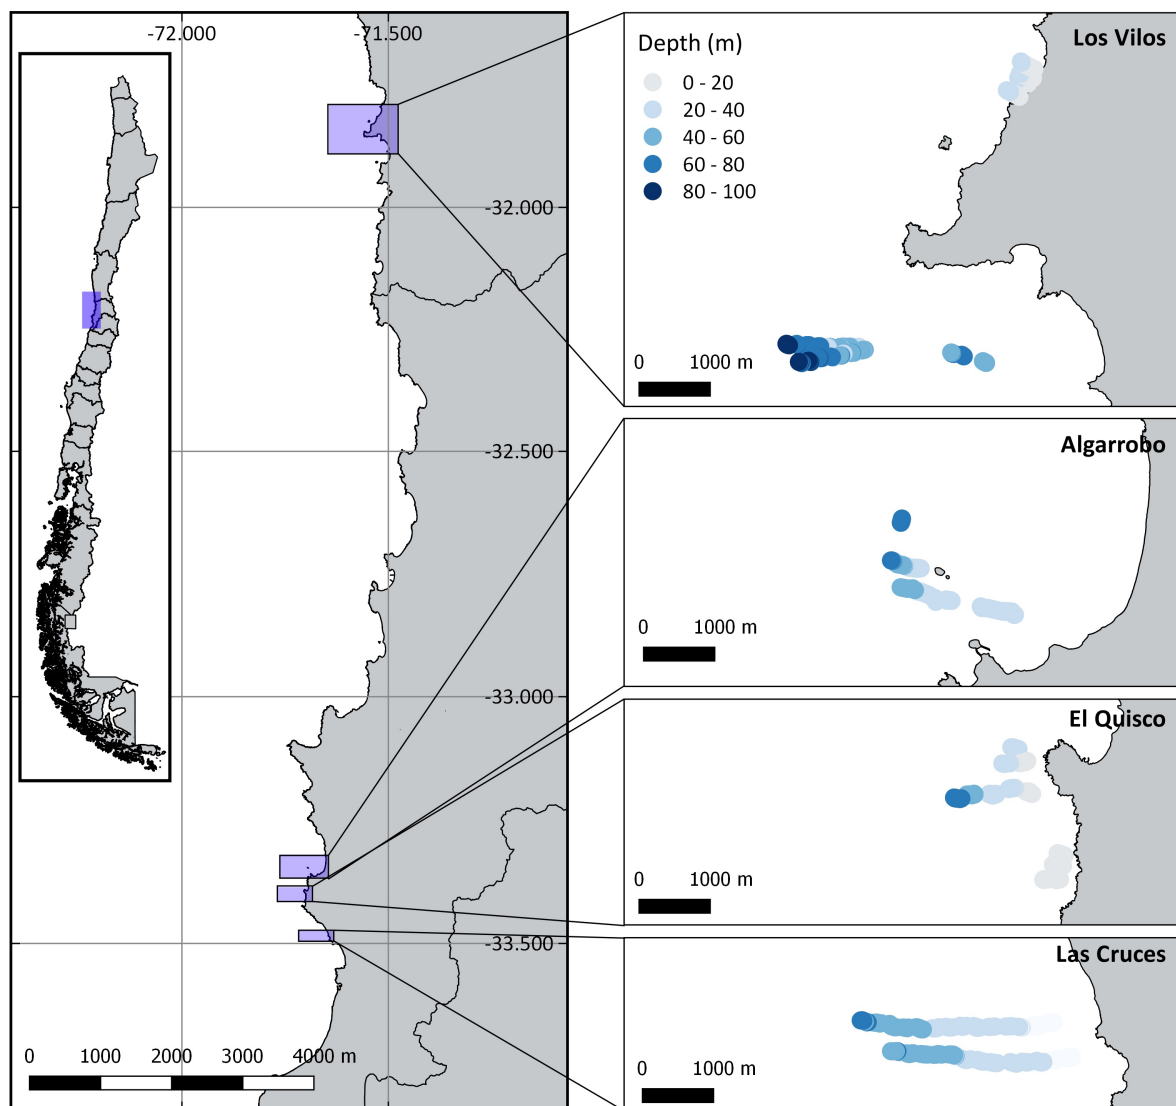 -72.000
-71.500
-32.000
-32.500
-33.000
-33.500
0 1000 2000 3000 4000 m
Los Vilos
Depth (m)
0 - 20
20 - 40
40 - 60
60 - 80
80 - 100
0 1000 m
Algarrobo
0 1000 m
El Quisco
0 1000 m
Las Cruces
0 1000 m